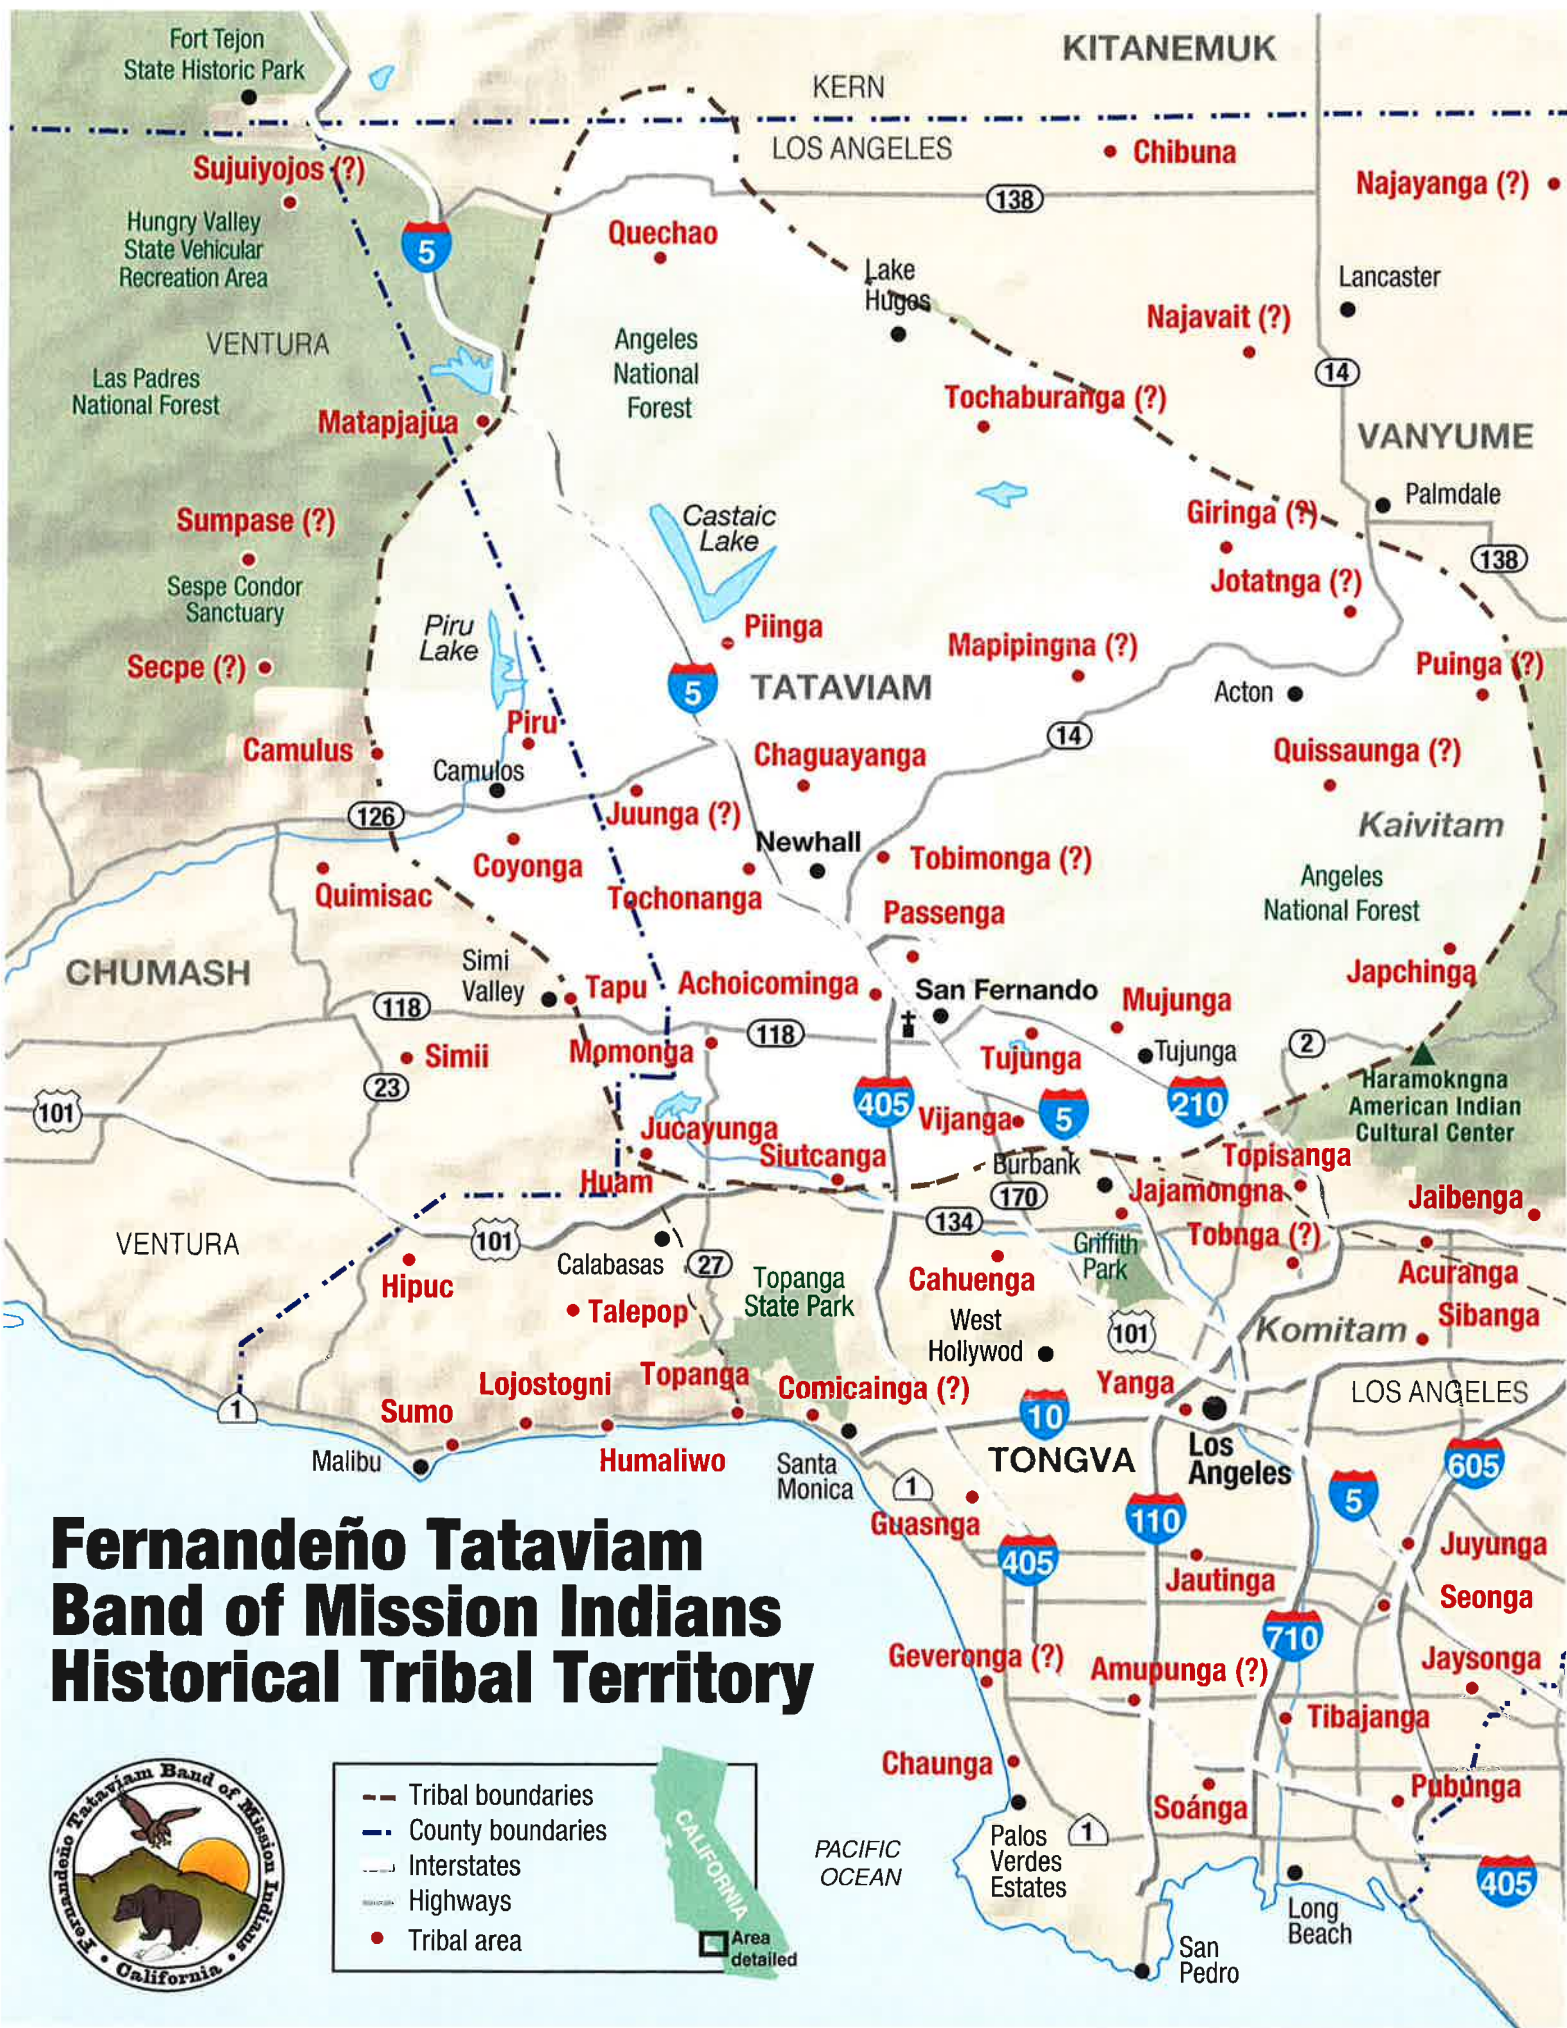 Fort Tejon
State Historic Park
KITANEMUK
KERN
LOS ANGELES
Chibuna
Sujuiyojos (?)
Najayanga (?)
138
Hungry Valley
State Vehicular
Recreation Area
5
Quechao
Lake
Hugos
Lancaster
Najavait (?)
VENTURA
Angeles
National
Forest
14
Las Padres
National Forest
Matapjajua
Tochaburanga (?)
VANYUME
Palmdale
Sumpase (?)
Castaic
Lake
Giringa (?)
138
Sespe Condor
Sanctuary
Jotatnga (?)
Piru
Lake
Piinga
Mapipingna (?)
Secpe (?)
Puinga (?)
5
TATAVIAM
Acton
Piru
14
Camulus
Chaguayanga
Quissaunga (?)
Camulos
126
Juunga (?)
Kaivitam
Newhall
Coyonga
Tobimonga (?)
Angeles
National Forest
Quimisac
Tochonanga
Passenga
CHUMASH
Simi
Valley
Tapu
Achoicominga
Japchinga
San Fernando
Mujunga
118
118
Simii
Momonga
Tujunga
Tujunga
2
23
101
Haramokngna
American Indian
Cultural Center
405
Vijanga
5
210
Jucayunga
Siutcanga
Burbank
Topisanga
Huam
170
Jajamongna
Jaibenga
134
VENTURA
101
Tobnga (?)
Calabasas
27
Griffith
Park
Hipuc
Topanga
State Park
Cahuenga
Acuranga
Talepop
West
Hollywod
101
Komitam
Sibanga
Lojostogni
Topanga
Comicainga (?)
Yanga
LOS ANGELES
1
Sumo
10
Malibu
Humaliwo
Santa
Monica
TONGVA
Los
Angeles
605
1
5
Fernandeño Tataviam
Band of Mission Indians
Historical Tribal Territory
Guasnga
110
405
Juyunga
Jautinga
Seonga
710
Geveronga (?)
Amupunga (?)
Jaysonga
Tibajanga
Chaunga
Soánga
Pubunga
Fernandeño Tataviam Band of Mission Indians
California
Tribal boundaries
County boundaries
Interstates
Highways
Tribal area
CALIFORNIA
Area
detailed
PACIFIC
OCEAN
Palos
Verdes
Estates
1
405
Long
Beach
San
Pedro